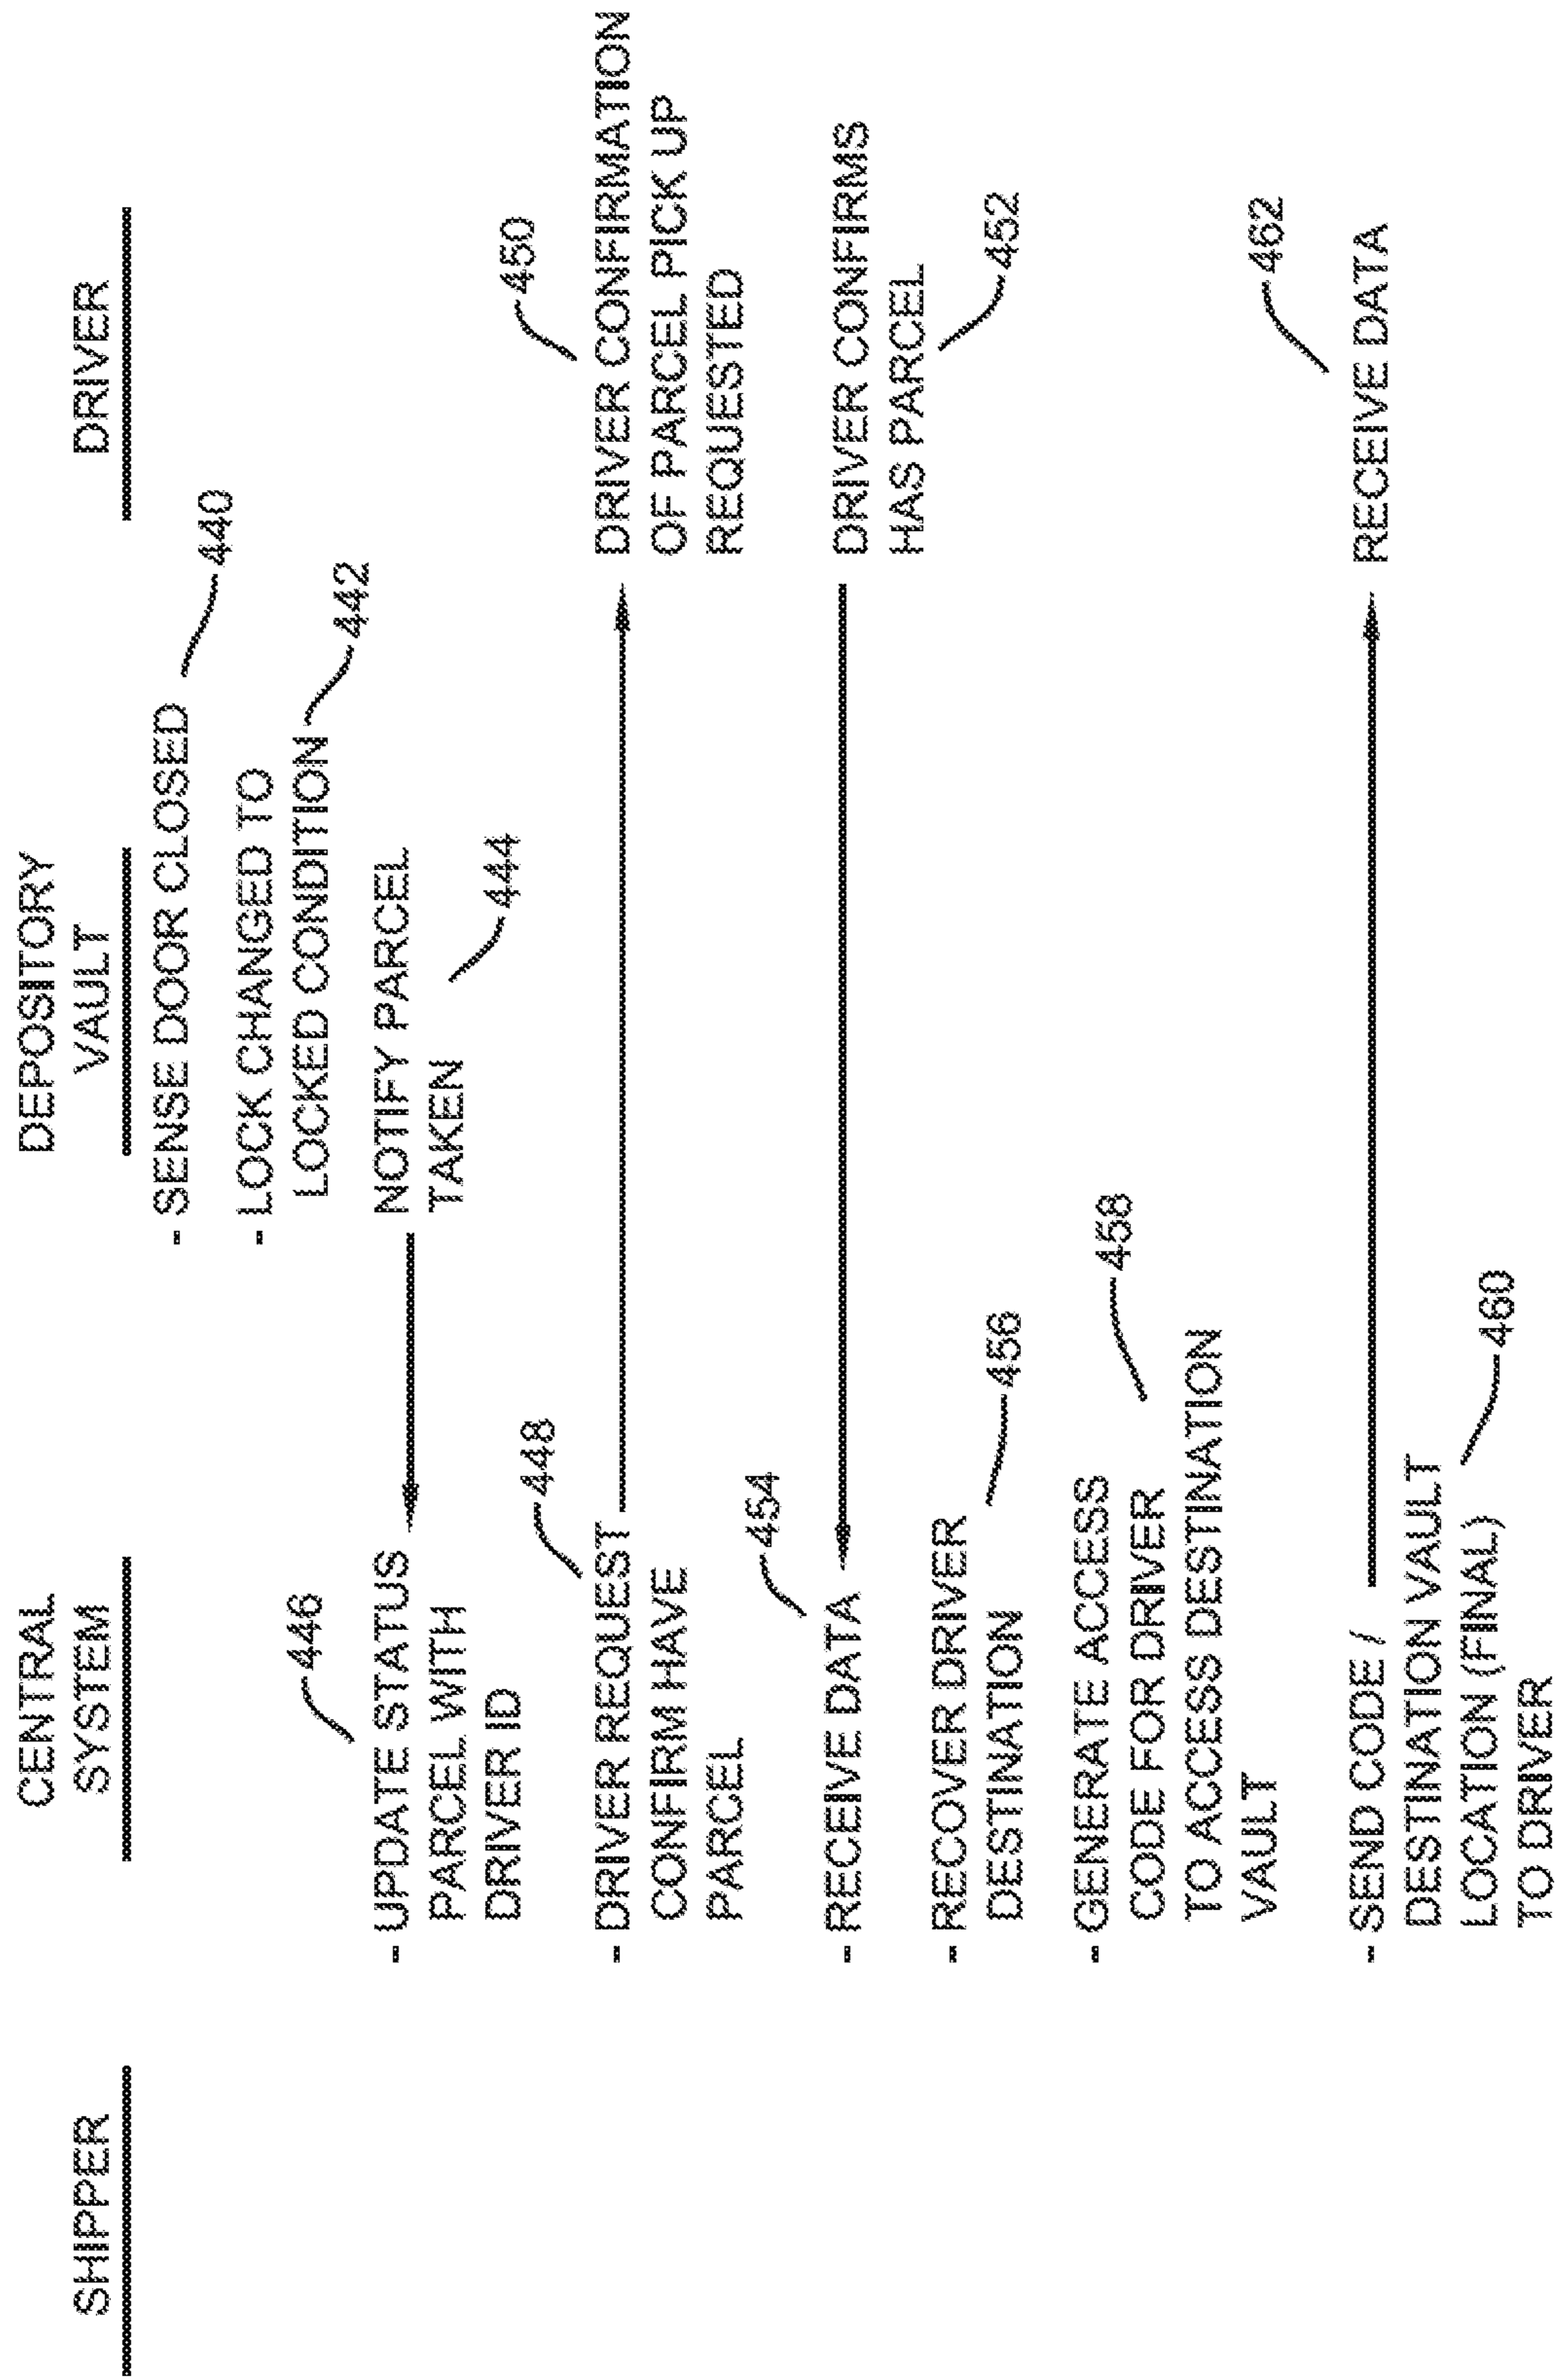 SHIPPER
CENTRAL
SYSTEM
DEPOSITORY
VAULT
DRIVER
- SENSE DOOR CLOSED
440
- LOCK CHANGED TO
LOCKED CONDITION
442
NOTIFY PARCEL
TAKEN
444
446
- UPDATE STATUS
PARCEL WITH
DRIVER ID
448
- DRIVER REQUEST
CONFIRM HAVE
PARCEL
450
DRIVER CONFIRMATION
OF PARCEL PICK UP
REQUESTED
DRIVER CONFIRMS
HAS PARCEL
452
454
- RECEIVE DATA
- RECOVER DRIVER
DESTINATION
456
- GENERATE ACCESS
CODE FOR DRIVER
TO ACCESS DESTINATION
VAULT
458
- SEND CODE /
DESTINATION VAULT
LOCATION (FINAL)
TO DRIVER
460
462
RECEIVE DATA